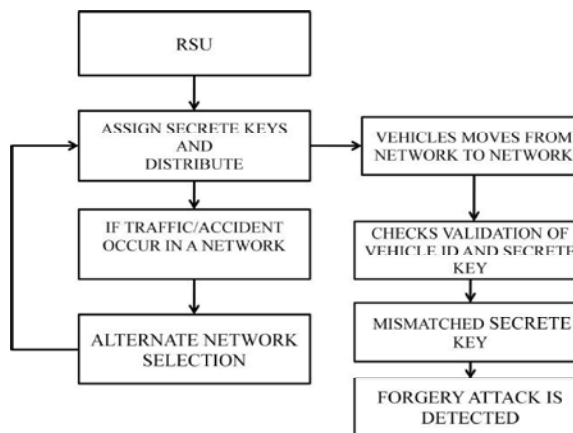 RSU
ASSIGN SECRETE KEYS
AND
DISTRIBUTE
IF TRAFFIC/ACCIDENT
OCCUR IN A NETWORK
ALTERNATE NETWORK
SELECTION
VEHICLES MOVES FROM
NETWORK TO NETWORK
CHECKS VALIDATION OF
VEHICLE ID AND SECRETE
KEY
MISMATCHED SECRETE
KEY
FORGERY ATTACK IS
DETECTED